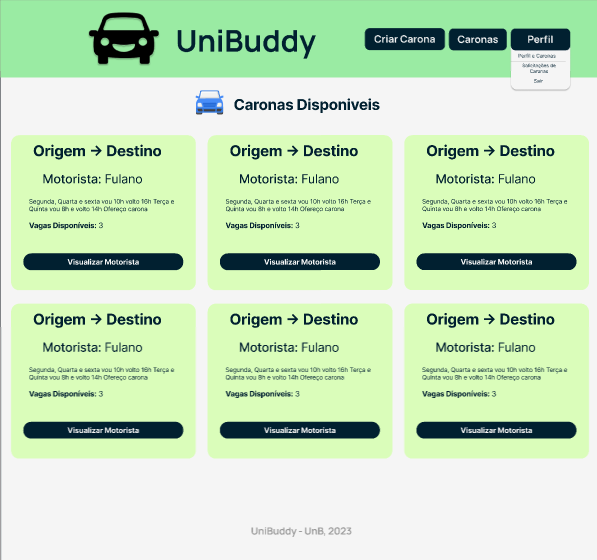 UniBuddy
Criar Carona
Caronas
Perfil
Perfil e Caronas
Solicitações de
Caronas
Sair
Caronas Disponiveis
Origem → Destino
Motorista: Fulano
Segunda, Quarta e sexta vou 10h volto 16h Terça e
Quinta vou 8h e volto 14h Ofereço carona
Vagas Disponíveis: 3
Visualizar Motorista
Origem → Destino
Motorista: Fulano
Segunda, Quarta e sexta vou 10h volto 16h Terça e
Quinta vou 8h e volto 14h Ofereço carona
Vagas Disponíveis: 3
Visualizar Motorista
Origem → Destino
Motorista: Fulano
Segunda, Quarta e sexta vou 10h volto 16h Terça e
Quinta vou 8h e volto 14h Ofereço carona
Vagas Disponíveis: 3
Visualizar Motorista
Origem → Destino
Motorista: Fulano
Segunda, Quarta e sexta vou 10h volto 16h Terça e
Quinta vou 8h e volto 14h Ofereço carona
Vagas Disponíveis: 3
Visualizar Motorista
Origem → Destino
Motorista: Fulano
Segunda, Quarta e sexta vou 10h volto 16h Terça e
Quinta vou 8h e volto 14h Ofereço carona
Vagas Disponíveis: 3
Visualizar Motorista
Origem → Destino
Motorista: Fulano
Segunda, Quarta e sexta vou 10h volto 16h Terça e
Quinta vou 8h e volto 14h Ofereço carona
Vagas Disponíveis: 3
Visualizar Motorista
UniBuddy - UnB, 2023